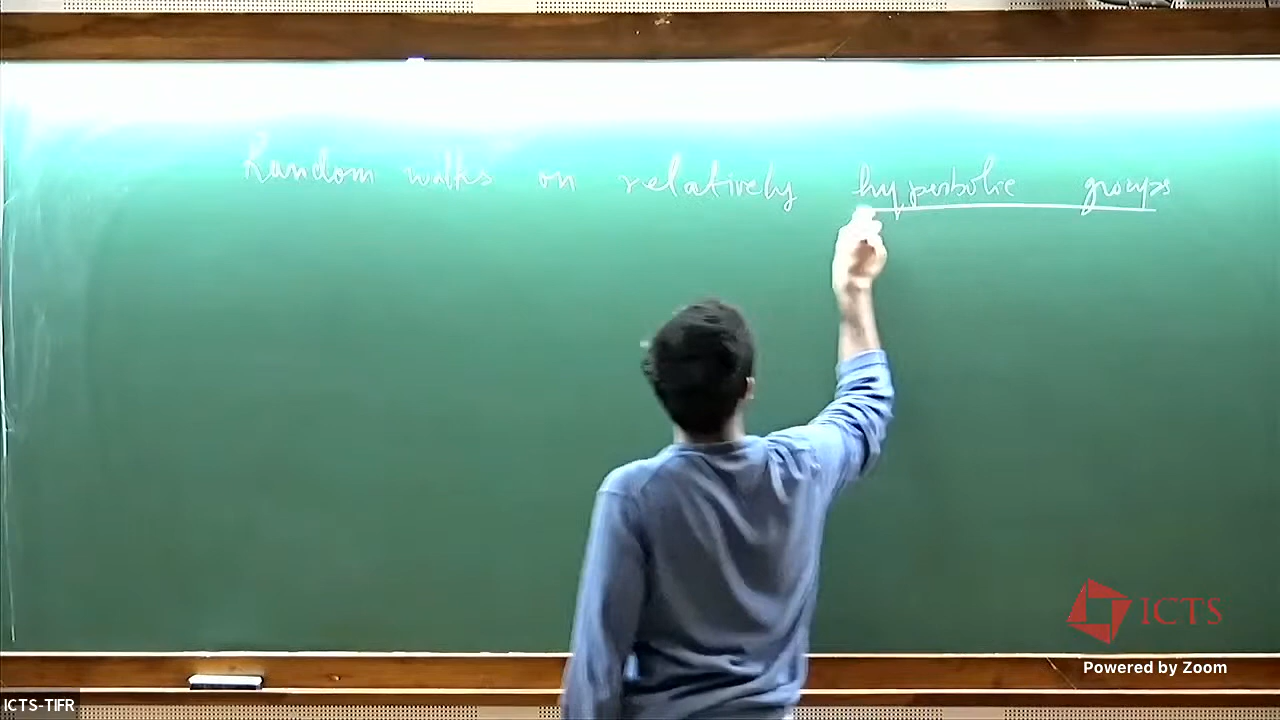 Random walks on relatively hyperbolic groups
ICTS
Powered by Zoom
ICTS-TIFR